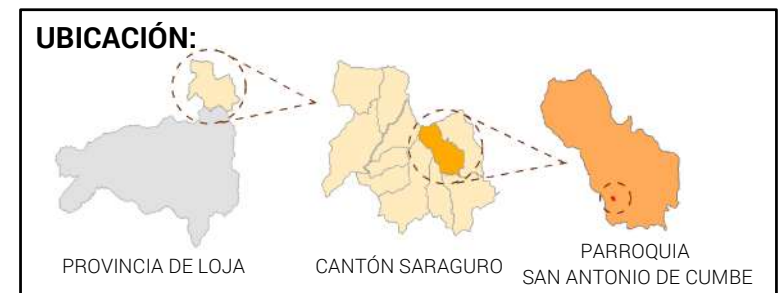 UBICACIÓN:
PROVINCIA DE LOJA
CANTÓN SARAGURO
PARROQUIA
SAN ANTONIO DE CUMBE